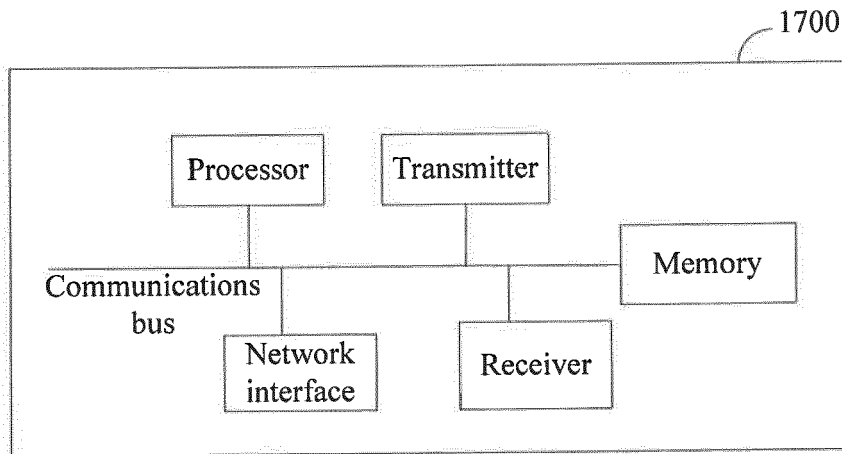 1700
Processor
Transmitter
Memory
Communications
bus
Network
interface
Receiver